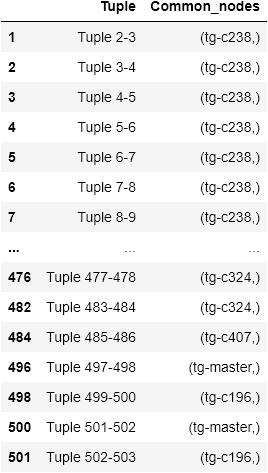 Tuple Common_nodes
1 Tuple 2-3 (tg-c238,)
2 Tuple 3-4 (tg-c238,)
3 Tuple 4-5 (tg-c238,)
4 Tuple 5-6 (tg-c238,)
5 Tuple 6-7 (tg-c238,)
6 Tuple 7-8 (tg-c238,)
7 Tuple 8-9 (tg-c238,)
... ... ...
476 Tuple 477-478 (tg-c324,)
482 Tuple 483-484 (tg-c324,)
484 Tuple 485-486 (tg-c407,)
496 Tuple 497-498 (tg-master,)
498 Tuple 499-500 (tg-c196,)
500 Tuple 501-502 (tg-master,)
501 Tuple 502-503 (tg-c196,)